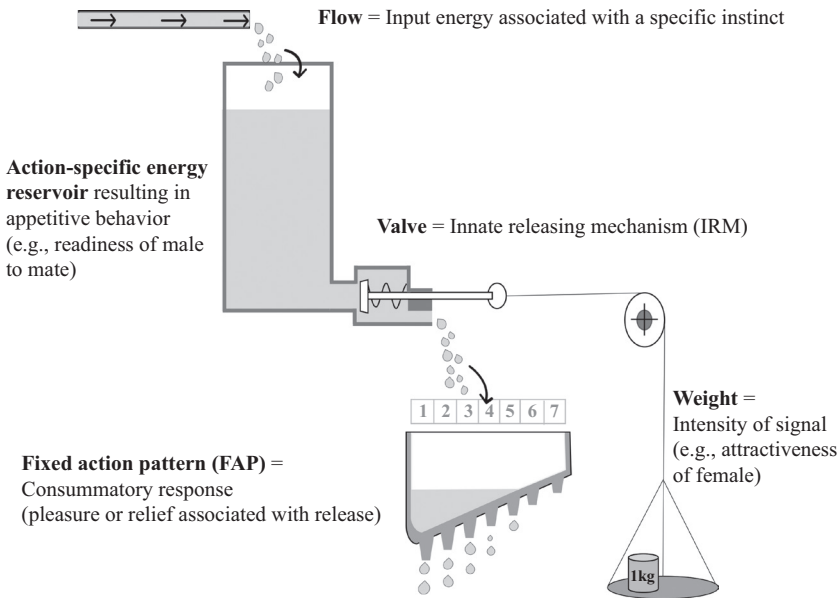 Flow = Input energy associated with a specific instinct
Action-specific energy
reservoir resulting in
appetitive behavior
(e.g., readiness of male
to mate)
Valve = Innate releasing mechanism (IRM)
1 2 3 4 5 6 7
Weight =
Intensity of signal
(e.g., attractiveness
of female)
Fixed action pattern (FAP) =
Consummatory response
(pleasure or relief associated with release)
1kg